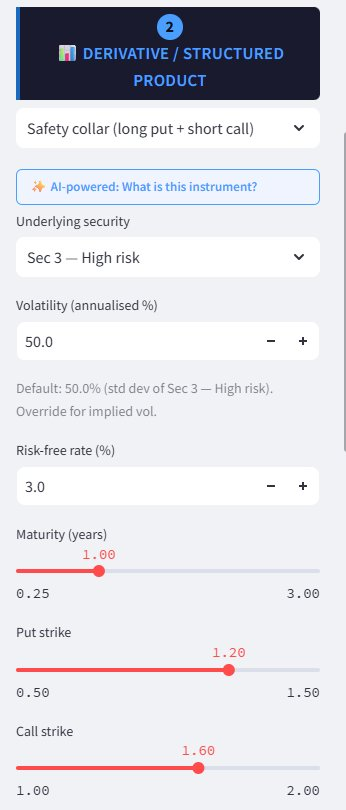 2
📊 DERIVATIVE / STRUCTURED
PRODUCT
Safety collar (long put + short call)
✨ AI-powered: What is this instrument?
Underlying security
Sec 3 — High risk
Volatility (annualised %)
50.0
Default: 50.0% (std dev of Sec 3 — High risk).
Override for implied vol.
Risk-free rate (%)
3.0
Maturity (years)
1.00
0.25 3.00
Put strike
1.20
0.50 1.50
Call strike
1.60
1.00 2.00